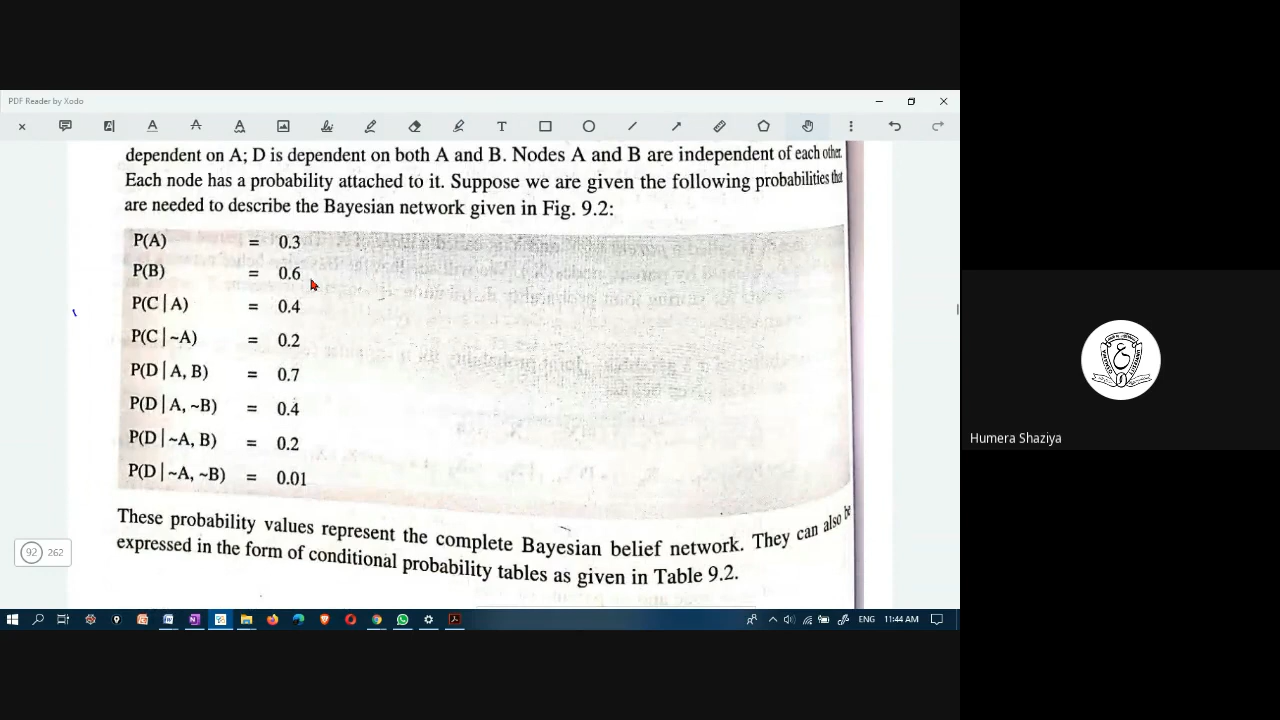 PDF Reader by Xodo
dependent on A; D is dependent on both A and B. Nodes A and B are independent of each other.
Each node has a probability attached to it. Suppose we are given the following probabilities that
are needed to describe the Bayesian network given in Fig. 9.2:
P(A) = 0.3
P(B) = 0.6
P(C | A) = 0.4
P(C | ~A) = 0.2
P(D | A, B) = 0.7
P(D | A, ~B) = 0.4
P(D | ~A, B) = 0.2
P(D | ~A, ~B) = 0.01
These probability values represent the complete Bayesian belief network. They can also be
expressed in the form of conditional probability tables as given in Table 9.2.
92 262
ENG 11:44 AM
Humera Shaziya